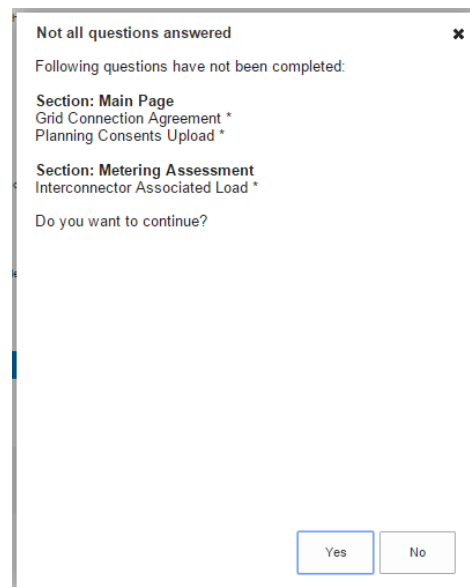 Not all questions answered
Following questions have not been completed:
Section: Main Page
Grid Connection Agreement *
Planning Consents Upload *
Section: Metering Assessment
Interconnector Associated Load *
Do you want to continue?
Yes
No